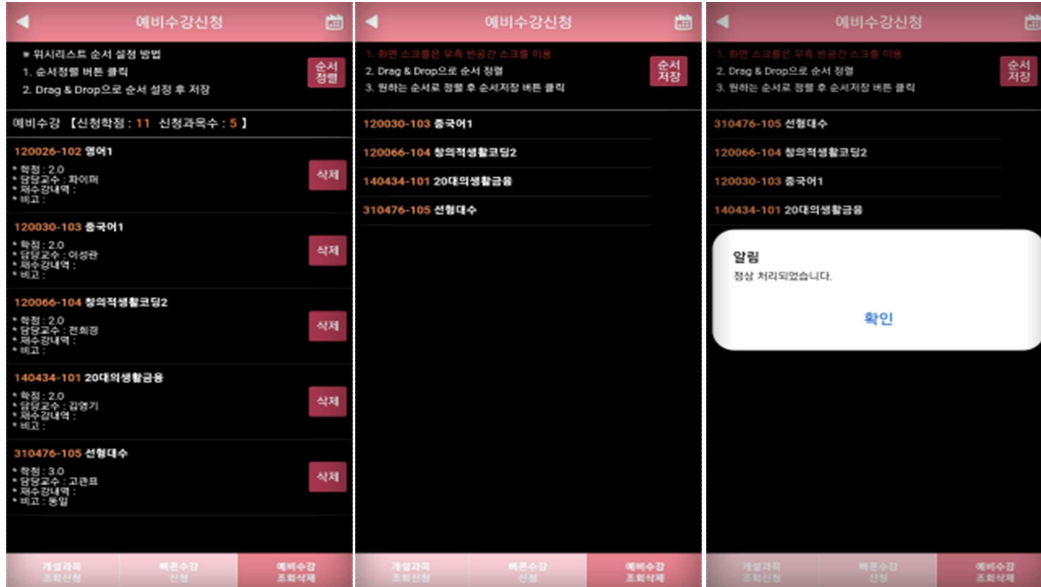 예비수강신청
※ 위시리스트 순서 설정 방법
1. 순서정렬 버튼 클릭
2. Drag & Drop으로 순서 설정 후 저장
순서
정렬
예비수강 【신청학점 : 11 신청과목수 : 5 】
120026-102 영어1
* 학점 : 2.0
* 담당교수 : 파이퍼
* 재수강내역 :
* 비고 :
삭제
120030-103 중국어1
* 학점 : 2.0
* 담당교수 : 이성란
* 재수강내역 :
* 비고 :
삭제
120066-104 창의적생활코딩2
* 학점 : 2.0
* 담당교수 : 전희경
* 재수강내역 :
* 비고 :
삭제
140434-101 20대의생활금융
* 학점 : 2.0
* 담당교수 : 김영기
* 재수강내역 :
* 비고 :
삭제
310476-105 선형대수
* 학점 : 3.0
* 담당교수 : 고관표
* 재수강내역 :
* 비고 : 동일
삭제
개설과목
조회신청
빠른수강
신청
예비수강
조회삭제
예비수강신청
1. 화면 스크롤은 우측 빈공간 스크롤 이용
2. Drag & Drop으로 순서 정렬
3. 원하는 순서로 정렬 후 순서저장 버튼 클릭
순서
저장
120030-103 중국어1
120066-104 창의적생활코딩2
140434-101 20대의생활금융
310476-105 선형대수
개설과목
조회신청
빠른수강
신청
예비수강
조회삭제
예비수강신청
1. 화면 스크롤은 우측 빈공간 스크롤 이용
2. Drag & Drop으로 순서 정렬
3. 원하는 순서로 정렬 후 순서저장 버튼 클릭
순서
저장
310476-105 선형대수
120066-104 창의적생활코딩2
120030-103 중국어1
140434-101 20대의생활금융
알림
정상 처리되었습니다.
확인
개설과목
조회신청
빠른수강
신청
예비수강
조회삭제